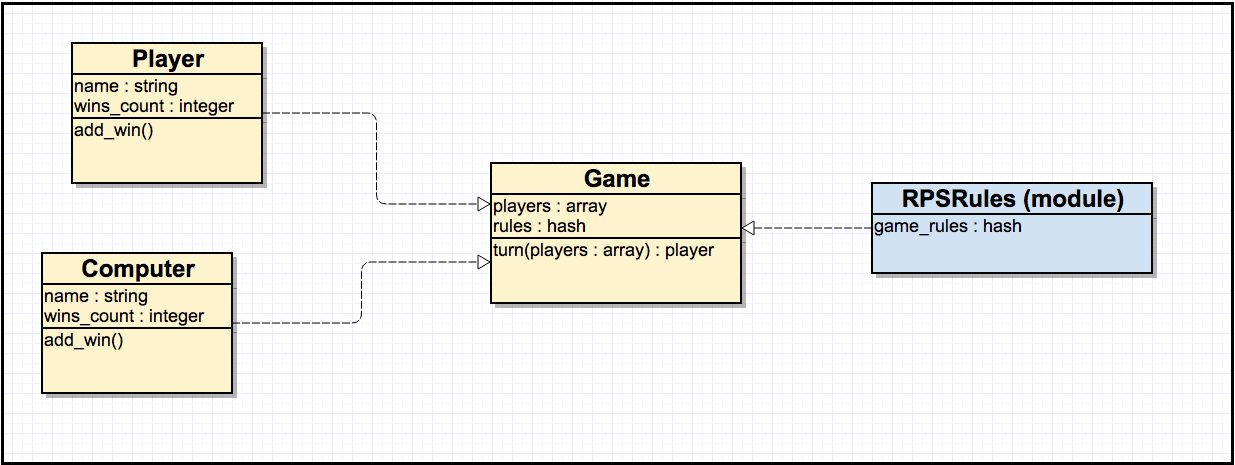 Player
name : string
wins_count : integer
add_win()
Computer
name : string
wins_count : integer
add_win()
Game
players : array
rules : hash
turn(players : array) : player
RPSRules (module)
game_rules : hash